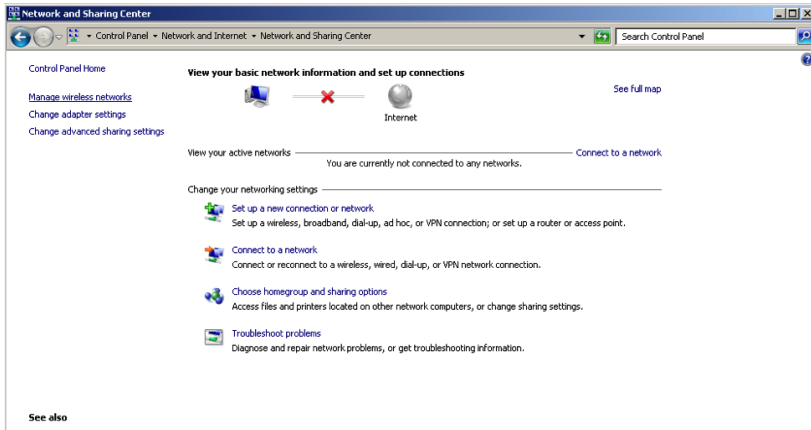 Network and Sharing Center
Control Panel Network and Internet Network and Sharing Center
Search Control Panel
Control Panel Home
Manage wireless networks
Change adapter settings
Change advanced sharing settings
View your basic network information and set up connections
See full map
Internet
View your active networks
Connect to a network
You are currently not connected to any networks.
Change your networking settings
Set up a new connection or network
Set up a wireless, broadband, dial-up, ad hoc, or VPN connection; or set up a router or access point.
Connect to a network
Connect or reconnect to a wireless, wired, dial-up, or VPN network connection.
Choose homegroup and sharing options
Access files and printers located on other network computers, or change sharing settings.
Troubleshoot problems
Diagnose and repair network problems, or get troubleshooting information.
See also